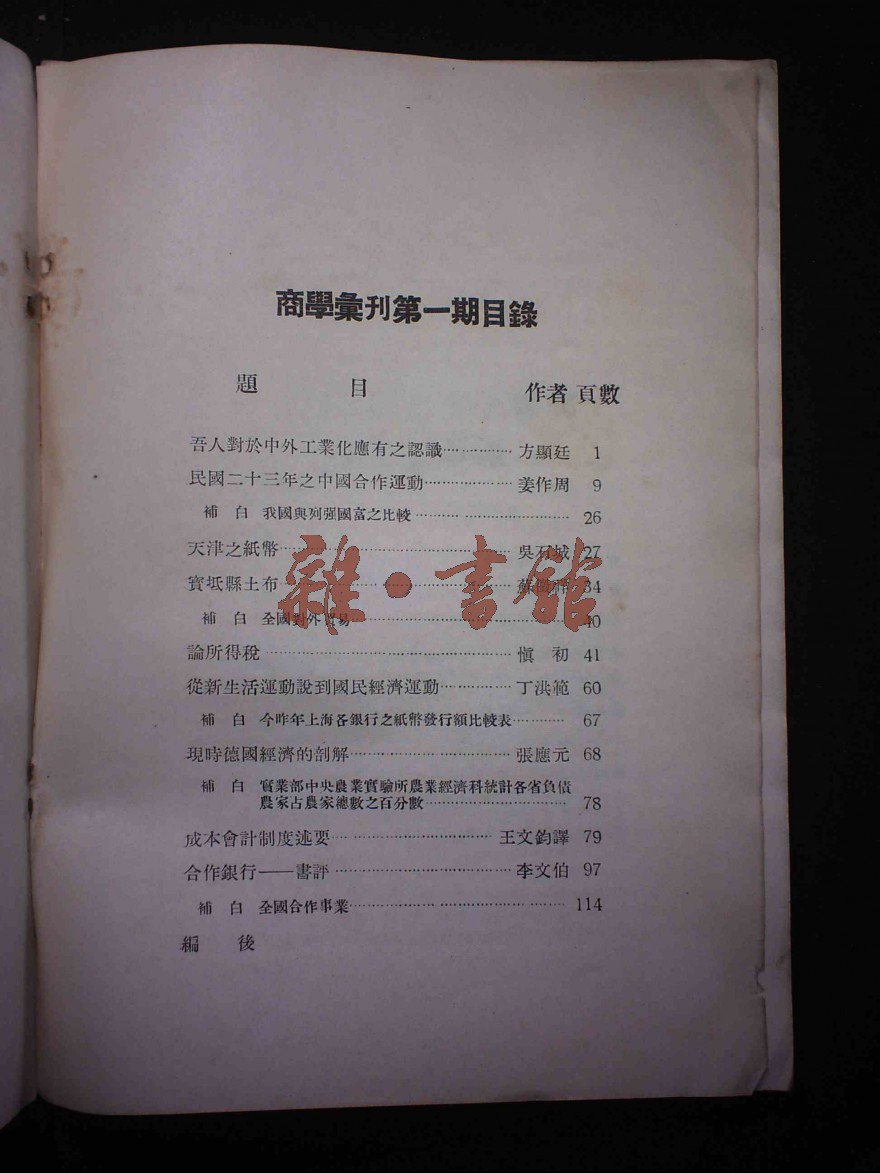 商學彙刊第一期目錄
題 目 作者 頁數
吾人對於中外工業化應有之認識 方顯廷 1
民國二十三年之中國合作運動 姜作周 9
補 白 我國與列强國富之比較 26
天津之紙幣 吳石城 27
寶坻縣土布 蘇 34
補 白 全國對外貿易 40
論所得稅 愼 初 41
從新生活運動說到國民經濟運動 丁洪範 60
補 白 今昨年上海各銀行之紙幣發行額比較表 67
現時德國經濟的剖解 張應元 68
補 白 實業部中央農業實驗所農業經濟科統計各省負債
農家占農家總數之百分數 78
成本會計制度述要 王文鈞譯 79
合作銀行——書評 李文伯 97
補 白 全國合作事業 114
編 後
雜·書館